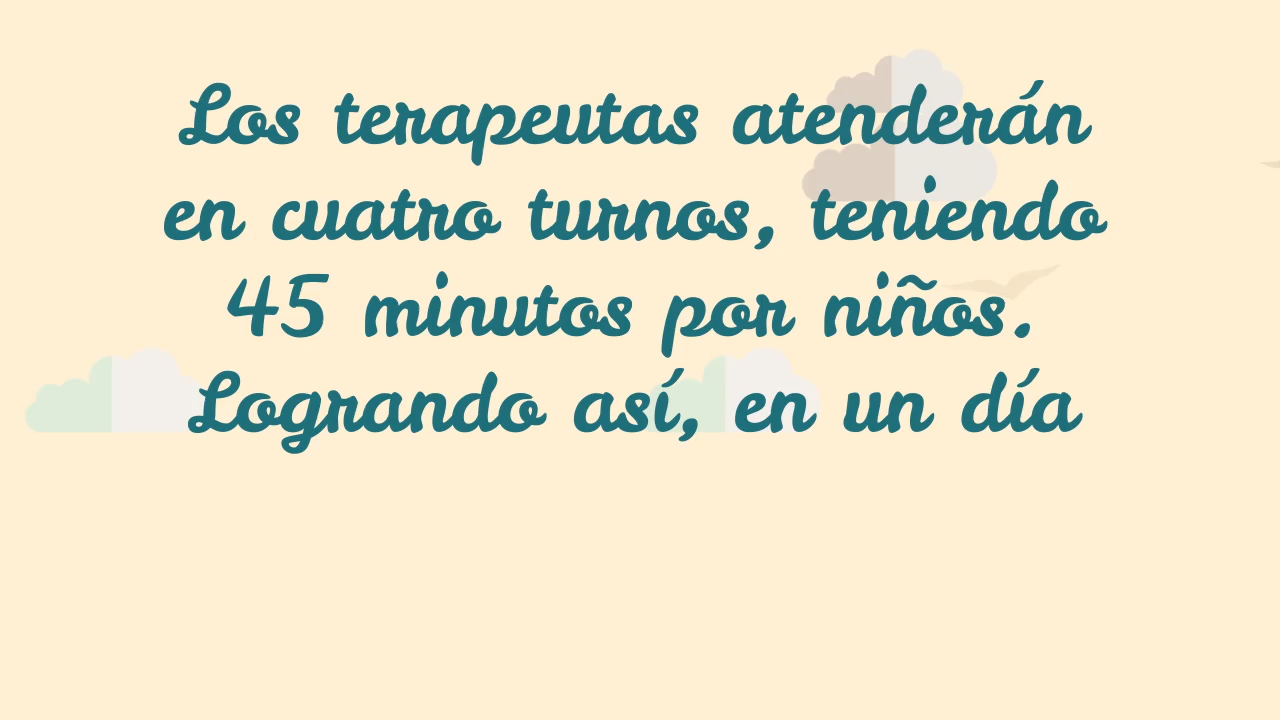 Los terapeutas atenderán
en cuatro turnos, teniendo
45 minutos por niños.
Logrando así, en un día